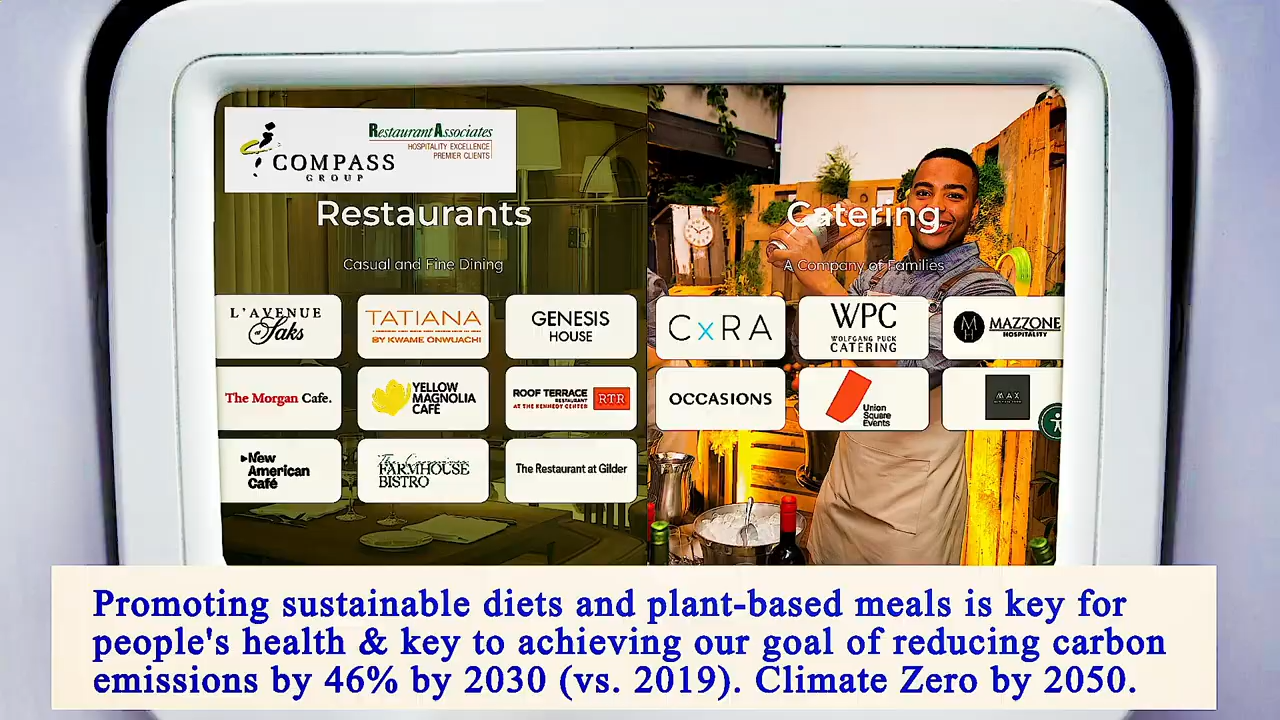 COMPASS
GROUP
Restaurant Associates
HOSPITALITY EXCELLENCE
PREMIER CLIENTS
Restaurants
Casual and Fine Dining
L'AVENUE
Saks
TATIANA
BY KWAME ONWUACHI
GENESIS
HOUSE
The Morgan Cafe.
YELLOW
MAGNOLIA
CAFÉ
ROOF TERRACE
RESTAURANT
AT THE KENNEDY CENTER
RTR
New
American
Café
FARMHOUSE
BISTRO
The Restaurant at Gilder
Catering
A Company of Families
CxRA
WPC
WOLFGANG PUCK
CATERING
MH
MAZZONE
HOSPITALITY
OCCASIONS
Union
Square
Events
MAX
Promoting sustainable diets and plant-based meals is key for
people's health & key to achieving our goal of reducing carbon
emissions by 46% by 2030 (vs. 2019). Climate Zero by 2050.